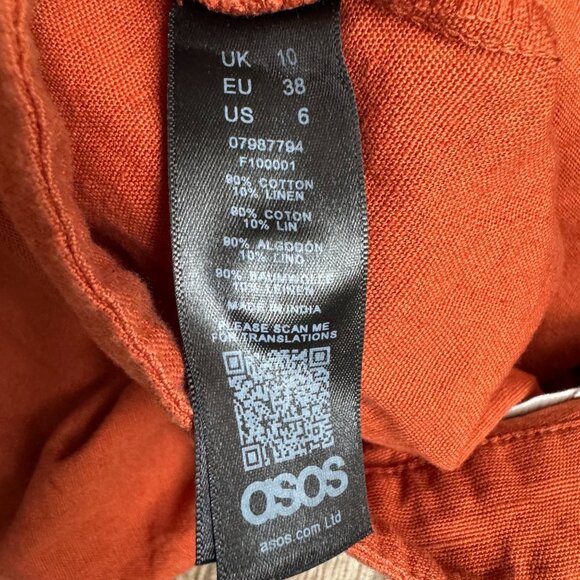 UK 10
EU 38
US 6
07987794
F100001
90% COTTON
10% LINEN
90% COTON
10% LIN
90% ALGODÓN
10% LINO
90% BAUMWOLLE
10% LEINEN
MADE IN INDIA
PLEASE SCAN ME
FOR TRANSLATIONS
asos
asos.com Ltd